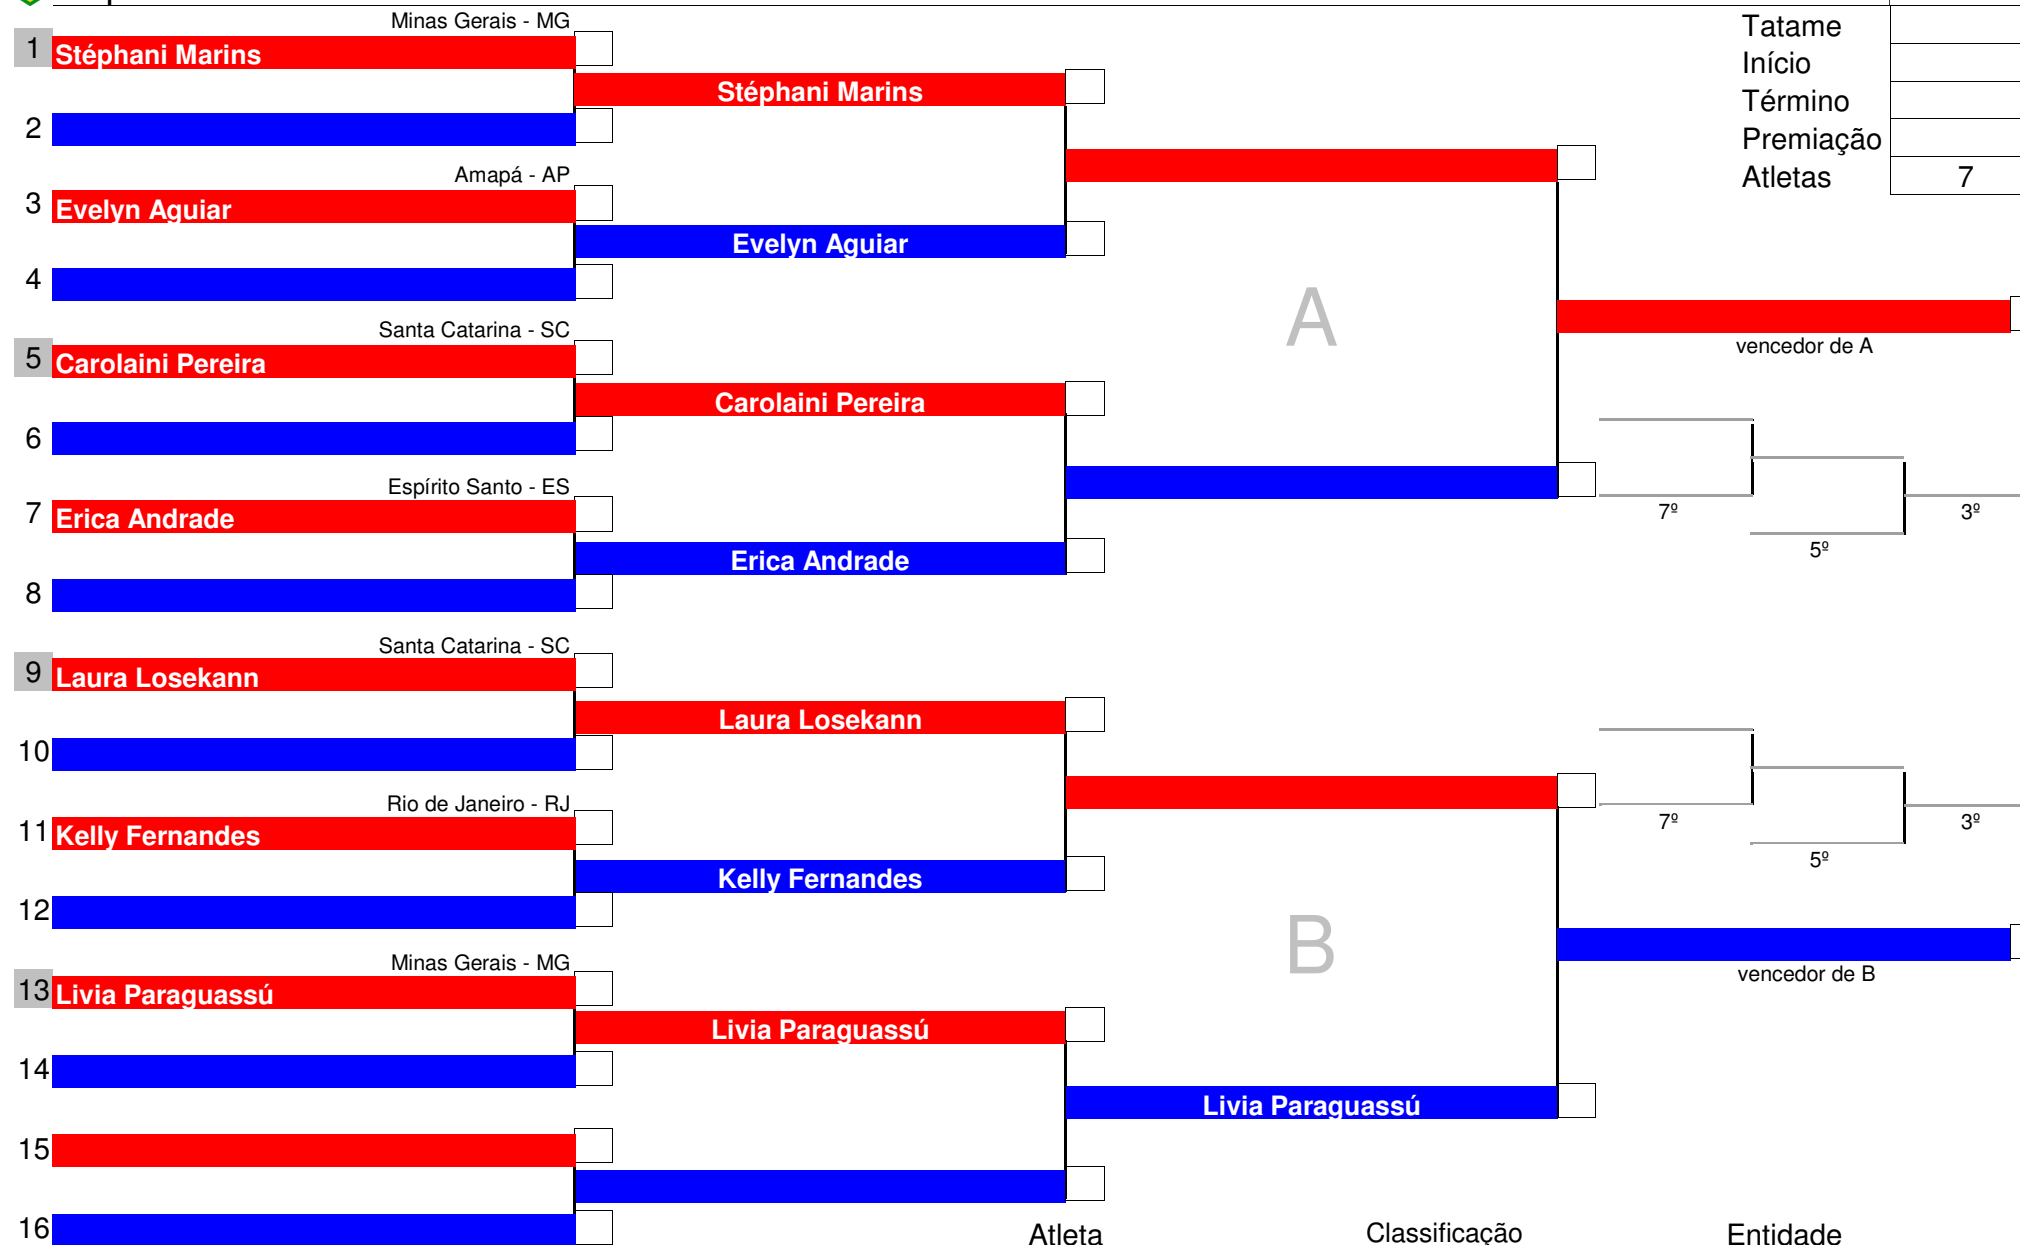 Minas Gerais - MG
Tatame
1 Stéphani Marins
Início
Stéphani Marins
Término
2
Premiação
Amapá - AP
Atletas 7
3 Evelyn Aguiar
Evelyn Aguiar
4
A
Santa Catarina - SC
vencedor de A
5 Carolaini Pereira
Carolaini Pereira
6
Espírito Santo - ES
7 Erica Andrade
7º
3º
5º
Erica Andrade
8
Santa Catarina - SC
9 Laura Losekann
Laura Losekann
10
Rio de Janeiro - RJ
11 Kelly Fernandes
7º
3º
5º
Kelly Fernandes
12
B
Minas Gerais - MG
vencedor de B
13 Livia Paraguassú
Livia Paraguassú
14
Livia Paraguassú
15
16
Atleta Classificação Entidade